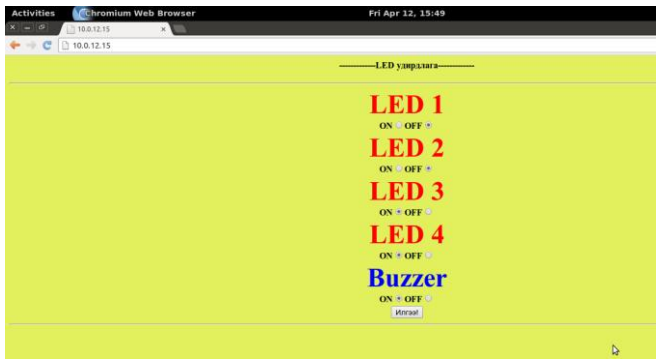 Activities Chromium Web Browser Fri Apr 12, 15:49
10.0.12.15
10.0.12.15
------------LED удирдлага------------
LED 1
ON OFF
LED 2
ON OFF
LED 3
ON OFF
LED 4
ON OFF
Buzzer
ON OFF
Илгээ!